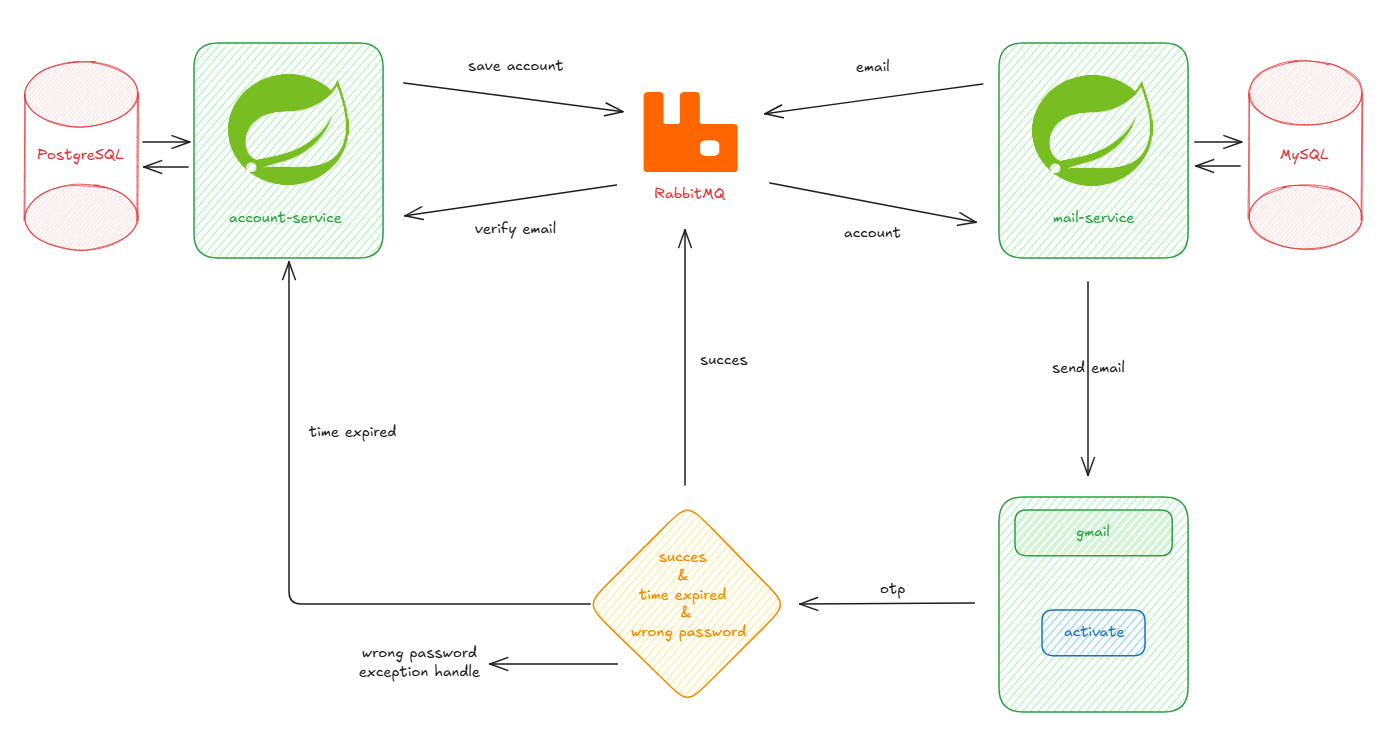 save account
email
PostgreSQL
MySQL
RabbitMQ
account-service
mail-service
verify email
account
succes
send email
time expired
gmail
succes
&
time expired
&
wrong password
otp
activate
wrong password
exception handle